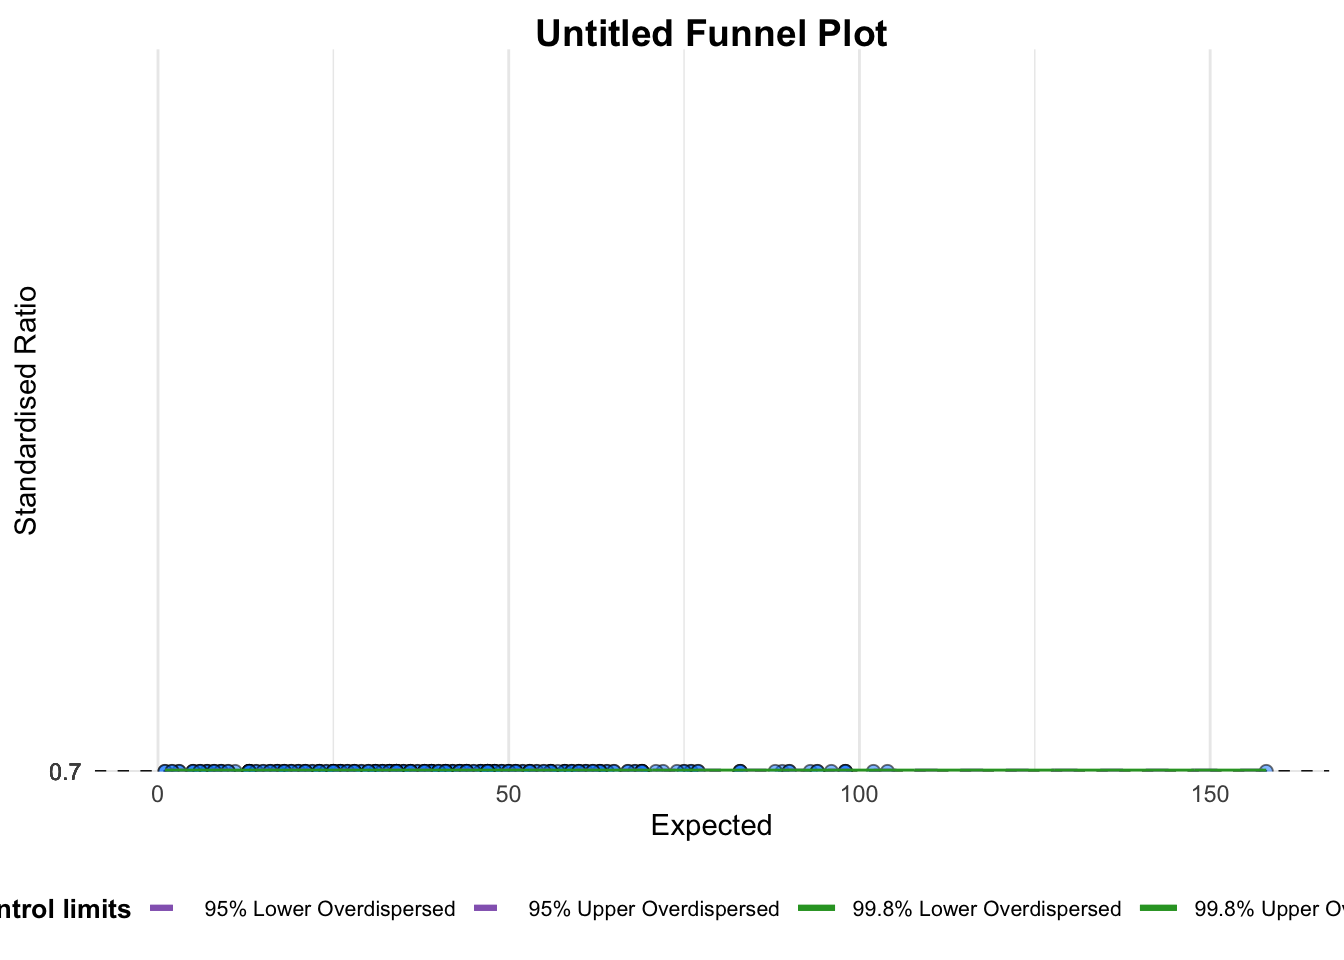 Untitled Funnel Plot
Standardised Ratio
0.7
0 50 100 150
Expected
ntrol limits 95% Lower Overdispersed 95% Upper Overdispersed 99.8% Lower Overdispersed 99.8% Upper Ov